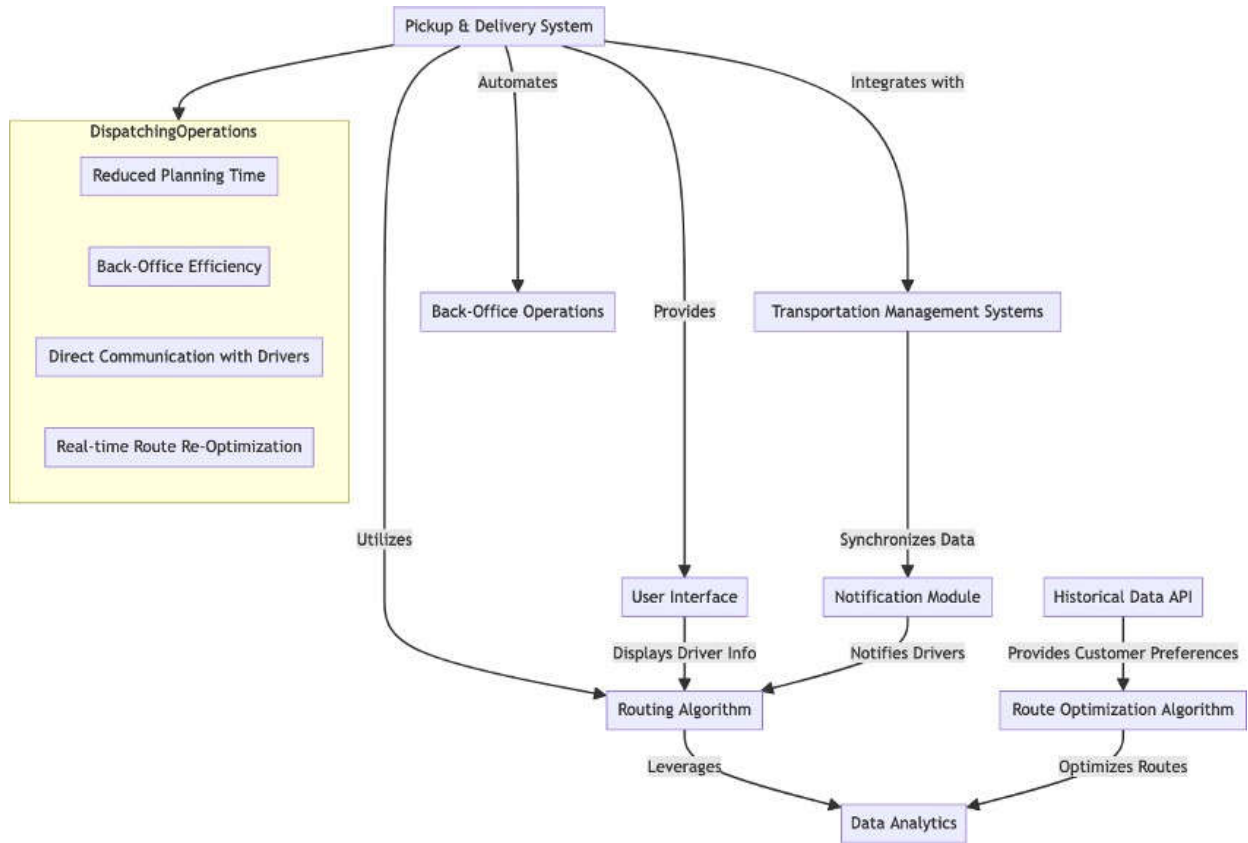 Pickup & Delivery System
Automates
Integrates with
DispatchingOperations
Reduced Planning Time
Back-Office Efficiency
Direct Communication with Drivers
Real-time Route Re-Optimization
Back-Office Operations
Provides
Transportation Management Systems
Utilizes
Synchronizes Data
User Interface
Notification Module
Historical Data API
Displays Driver Info
Notifies Drivers
Provides Customer Preferences
Routing Algorithm
Route Optimization Algorithm
Leverages
Optimizes Routes
Data Analytics